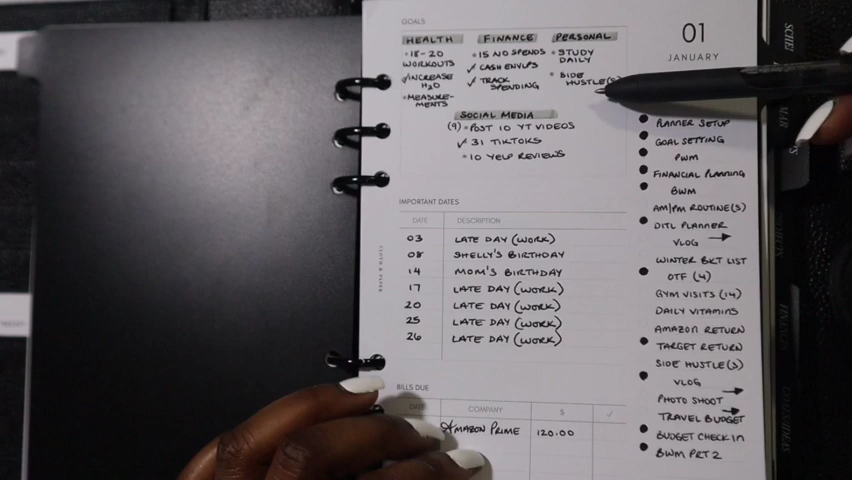 GOALS
HEALTH
• 18-20
WORKOUTS
✓ INCREASE
H2O
• MEASURE-
MENTS
FINANCE
• 15 NO SPENDS
✓ CASH ENVLPS
✓ TRACK
SPENDING
PERSONAL
• STUDY
DAILY
• SIDE
HUSTLE(S)
SOCIAL MEDIA
(9) • POST 10 YT VIDEOS
✓ 31 TIKTOKS
• 10 YELP REVIEWS
IMPORTANT DATES
DATE DESCRIPTION
03 LATE DAY (WORK)
08 SHELLY'S BIRTHDAY
14 MOM'S BIRTHDAY
17 LATE DAY (WORK)
20 LATE DAY (WORK)
25 LATE DAY (WORK)
26 LATE DAY (WORK)
BILLS DUE
DATE COMPANY $ ✓
AMAZON PRIME 120.00
CLOTH & PAPER
01
JANUARY
• PLANNER SETUP
• GOAL SETTING
• PWM
• FINANCIAL PLANNING
• BWM
AM/PM ROUTINE(S)
• DITL PLANNER
VLOG →
WINTER BKT LIST
• OTF (4)
GYM VISITS (14)
DAILY VITAMINS
AMAZON RETURN
• TARGET RETURN
SIDE HUSTLE(S)
• VLOG
PHOTO SHOOT →
TRAVEL BUDGET →
• BUDGET CHECK IN
• BWM PRT 2
MAR